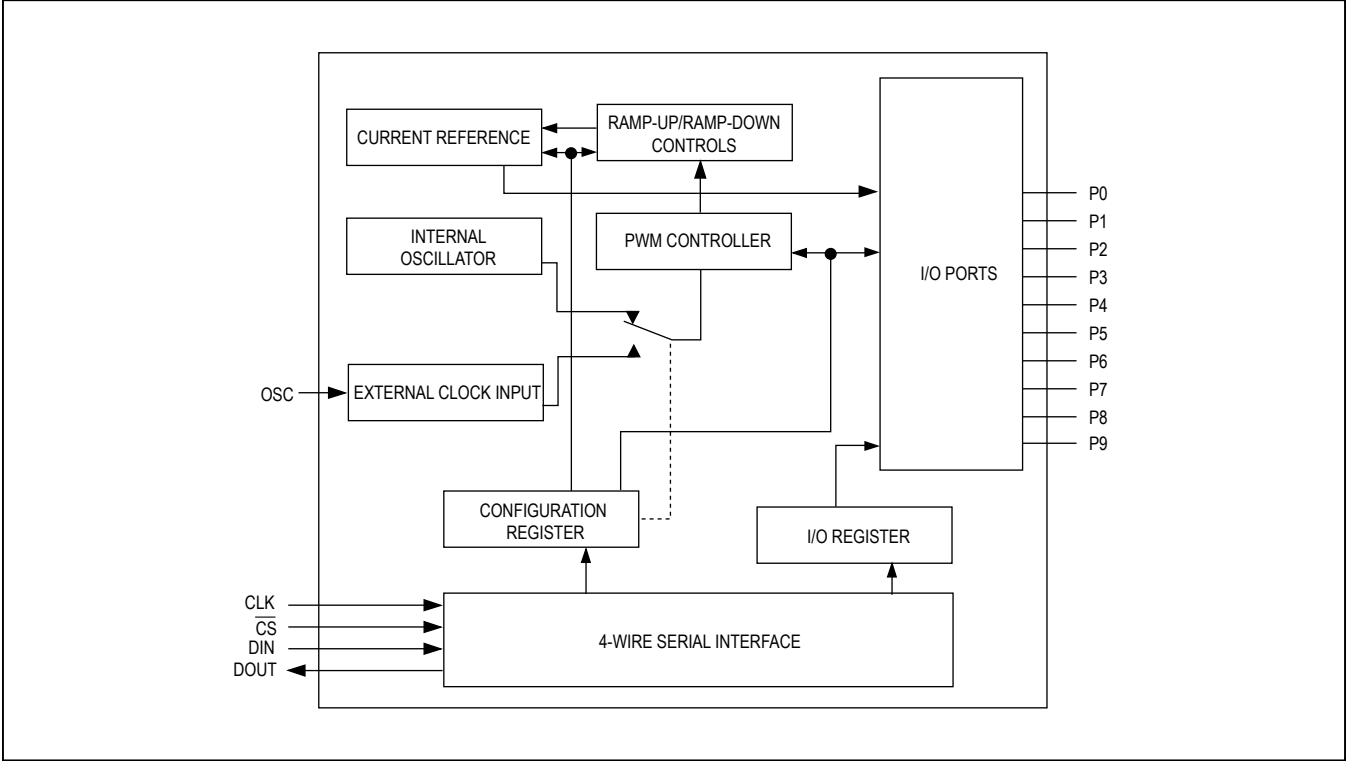 CURRENT REFERENCE
RAMP-UP/RAMP-DOWN
CONTROLS
INTERNAL
OSCILLATOR
PWM CONTROLLER
I/O PORTS
P0
P1
P2
P3
P4
P5
P6
P7
P8
P9
OSC
EXTERNAL CLOCK INPUT
CONFIGURATION
REGISTER
I/O REGISTER
CLK
C̅S̅
DIN
DOUT
4-WIRE SERIAL INTERFACE